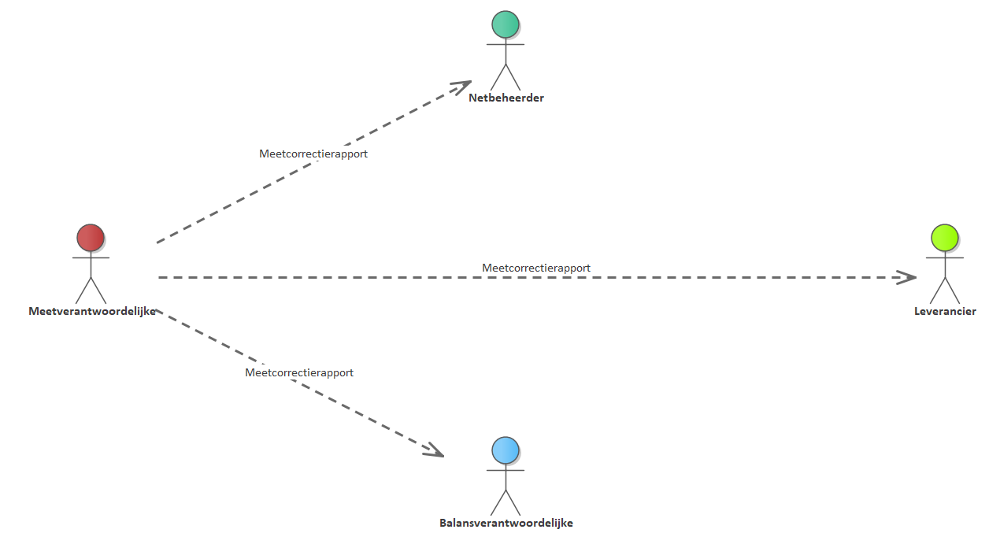 Netbeheerder
Meetcorrectierapport
Meetcorrectierapport
Meetverantwoordelijke
Leverancier
Meetcorrectierapport
Balansverantwoordelijke